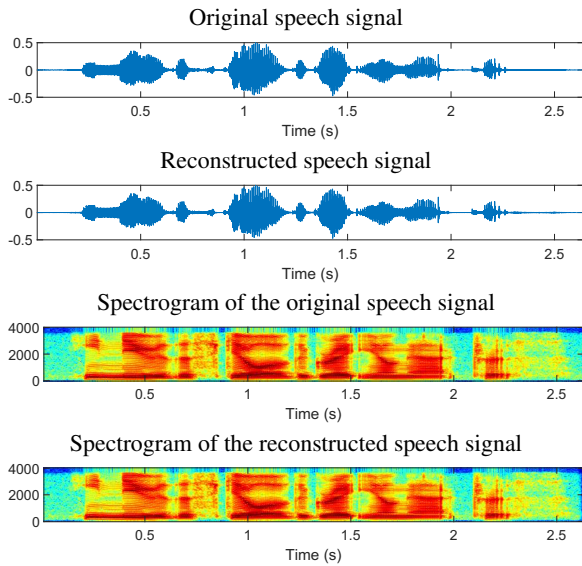 Original speech signal
0.5
0
-0.5
0.5 1 1.5 2 2.5
Time (s)
Reconstructed speech signal
0.5
0
-0.5
0.5 1 1.5 2 2.5
Time (s)
Spectrogram of the original speech signal
4000
2000
0
0.5 1 1.5 2 2.5
Time (s)
Spectrogram of the reconstructed speech signal
4000
2000
0
0.5 1 1.5 2 2.5
Time (s)